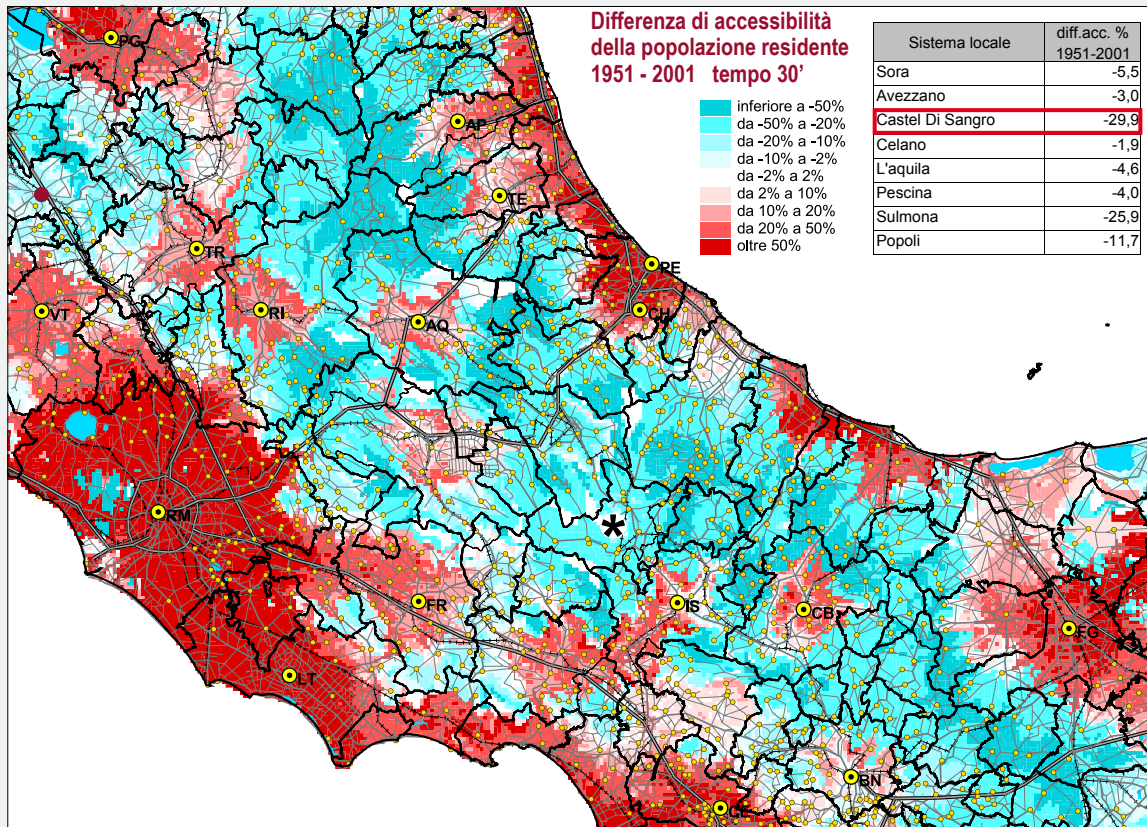 Differenza di accessibilità
della popolazione residente
1951 - 2001 tempo 30'
inferiore a -50%
da -50% a -20%
da -20% a -10%
da -10% a -2%
da -2% a 2%
da 2% a 10%
da 10% a 20%
da 20% a 50%
oltre 50%
Sistema locale diff.acc. % 1951-2001
Sora -5,5
Avezzano -3,0
Castel Di Sangro -29,9
Celano -1,9
L'aquila -4,6
Pescina -4,0
Sulmona -25,9
Popoli -11,7
PG
AP
TE
TR
PE
VT
RI
AQ
CH
RM
*
FR
IS
CB
FG
LT
BN
CE